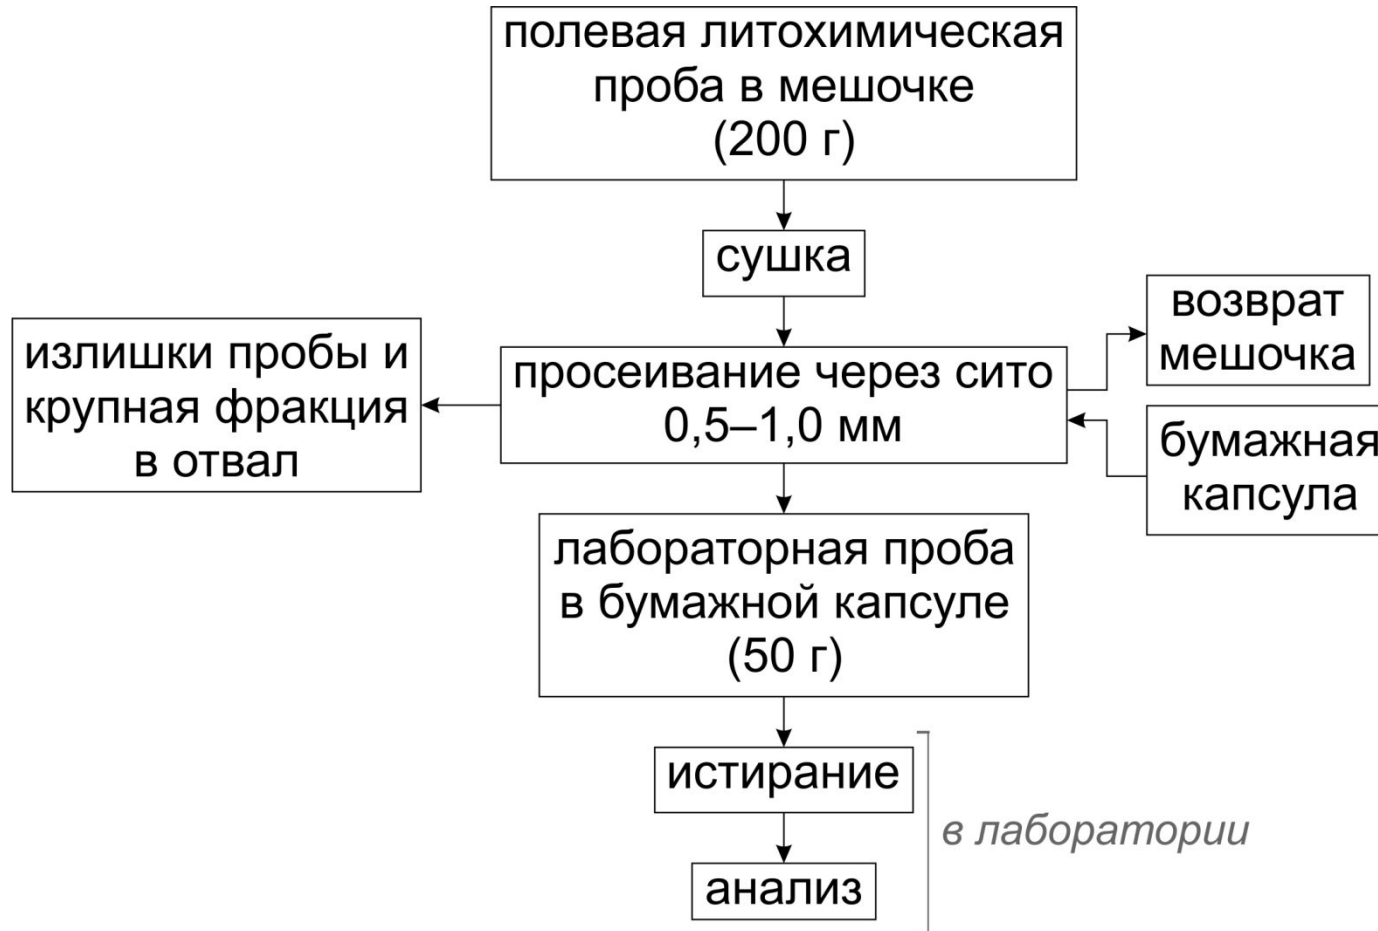 полевая литохимическая
проба в мешочке
(200 г)
сушка
возврат
мешочка
излишки пробы и
крупная фракция
в отвал
просеивание через сито
0,5–1,0 мм
бумажная
капсула
лабораторная проба
в бумажной капсуле
(50 г)
истирание
в лаборатории
анализ